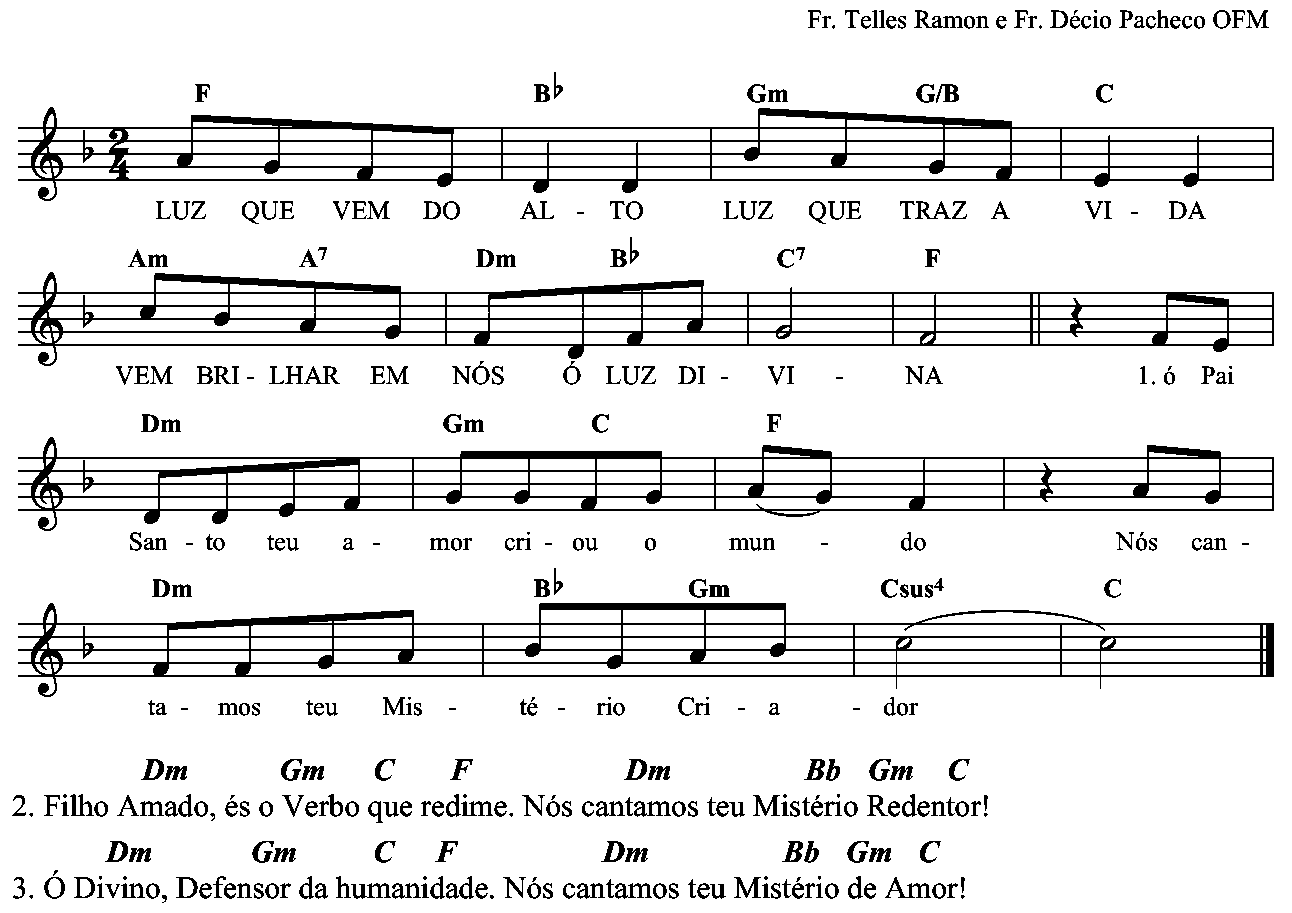 Fr. Telles Ramon e Fr. Décio Pacheco OFM
F B♭ Gm G/B C
2/4
LUZ QUE VEM DO AL - TO LUZ QUE TRAZ A VI - DA
Am A7 Dm B♭ C7 F
VEM BRI - LHAR EM NÓS Ó LUZ DI - VI - NA 1. ó Pai
Dm Gm C F
San - to teu a - mor cri - ou o mun - do Nós can -
Dm B♭ Gm Csus4 C
ta - mos teu Mis - té - rio Cri - a - dor
Dm Gm C F Dm Bb Gm C
2. Filho Amado, és o Verbo que redime. Nós cantamos teu Mistério Redentor!
Dm Gm C F Dm Bb Gm C
3. Ó Divino, Defensor da humanidade. Nós cantamos teu Mistério de Amor!